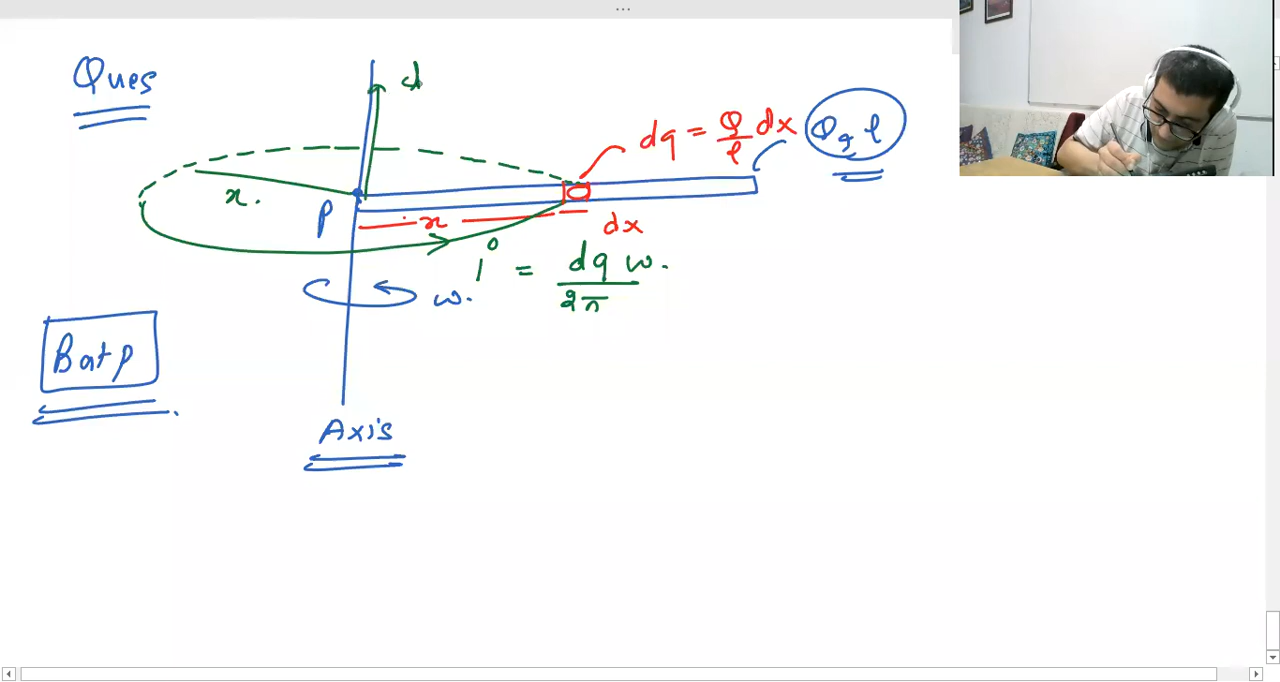 Ques
d
dq = Q/l dx
Q, l
x.
P
x
dx
i = dq ω. / 2π
ω.
B at P
Axis